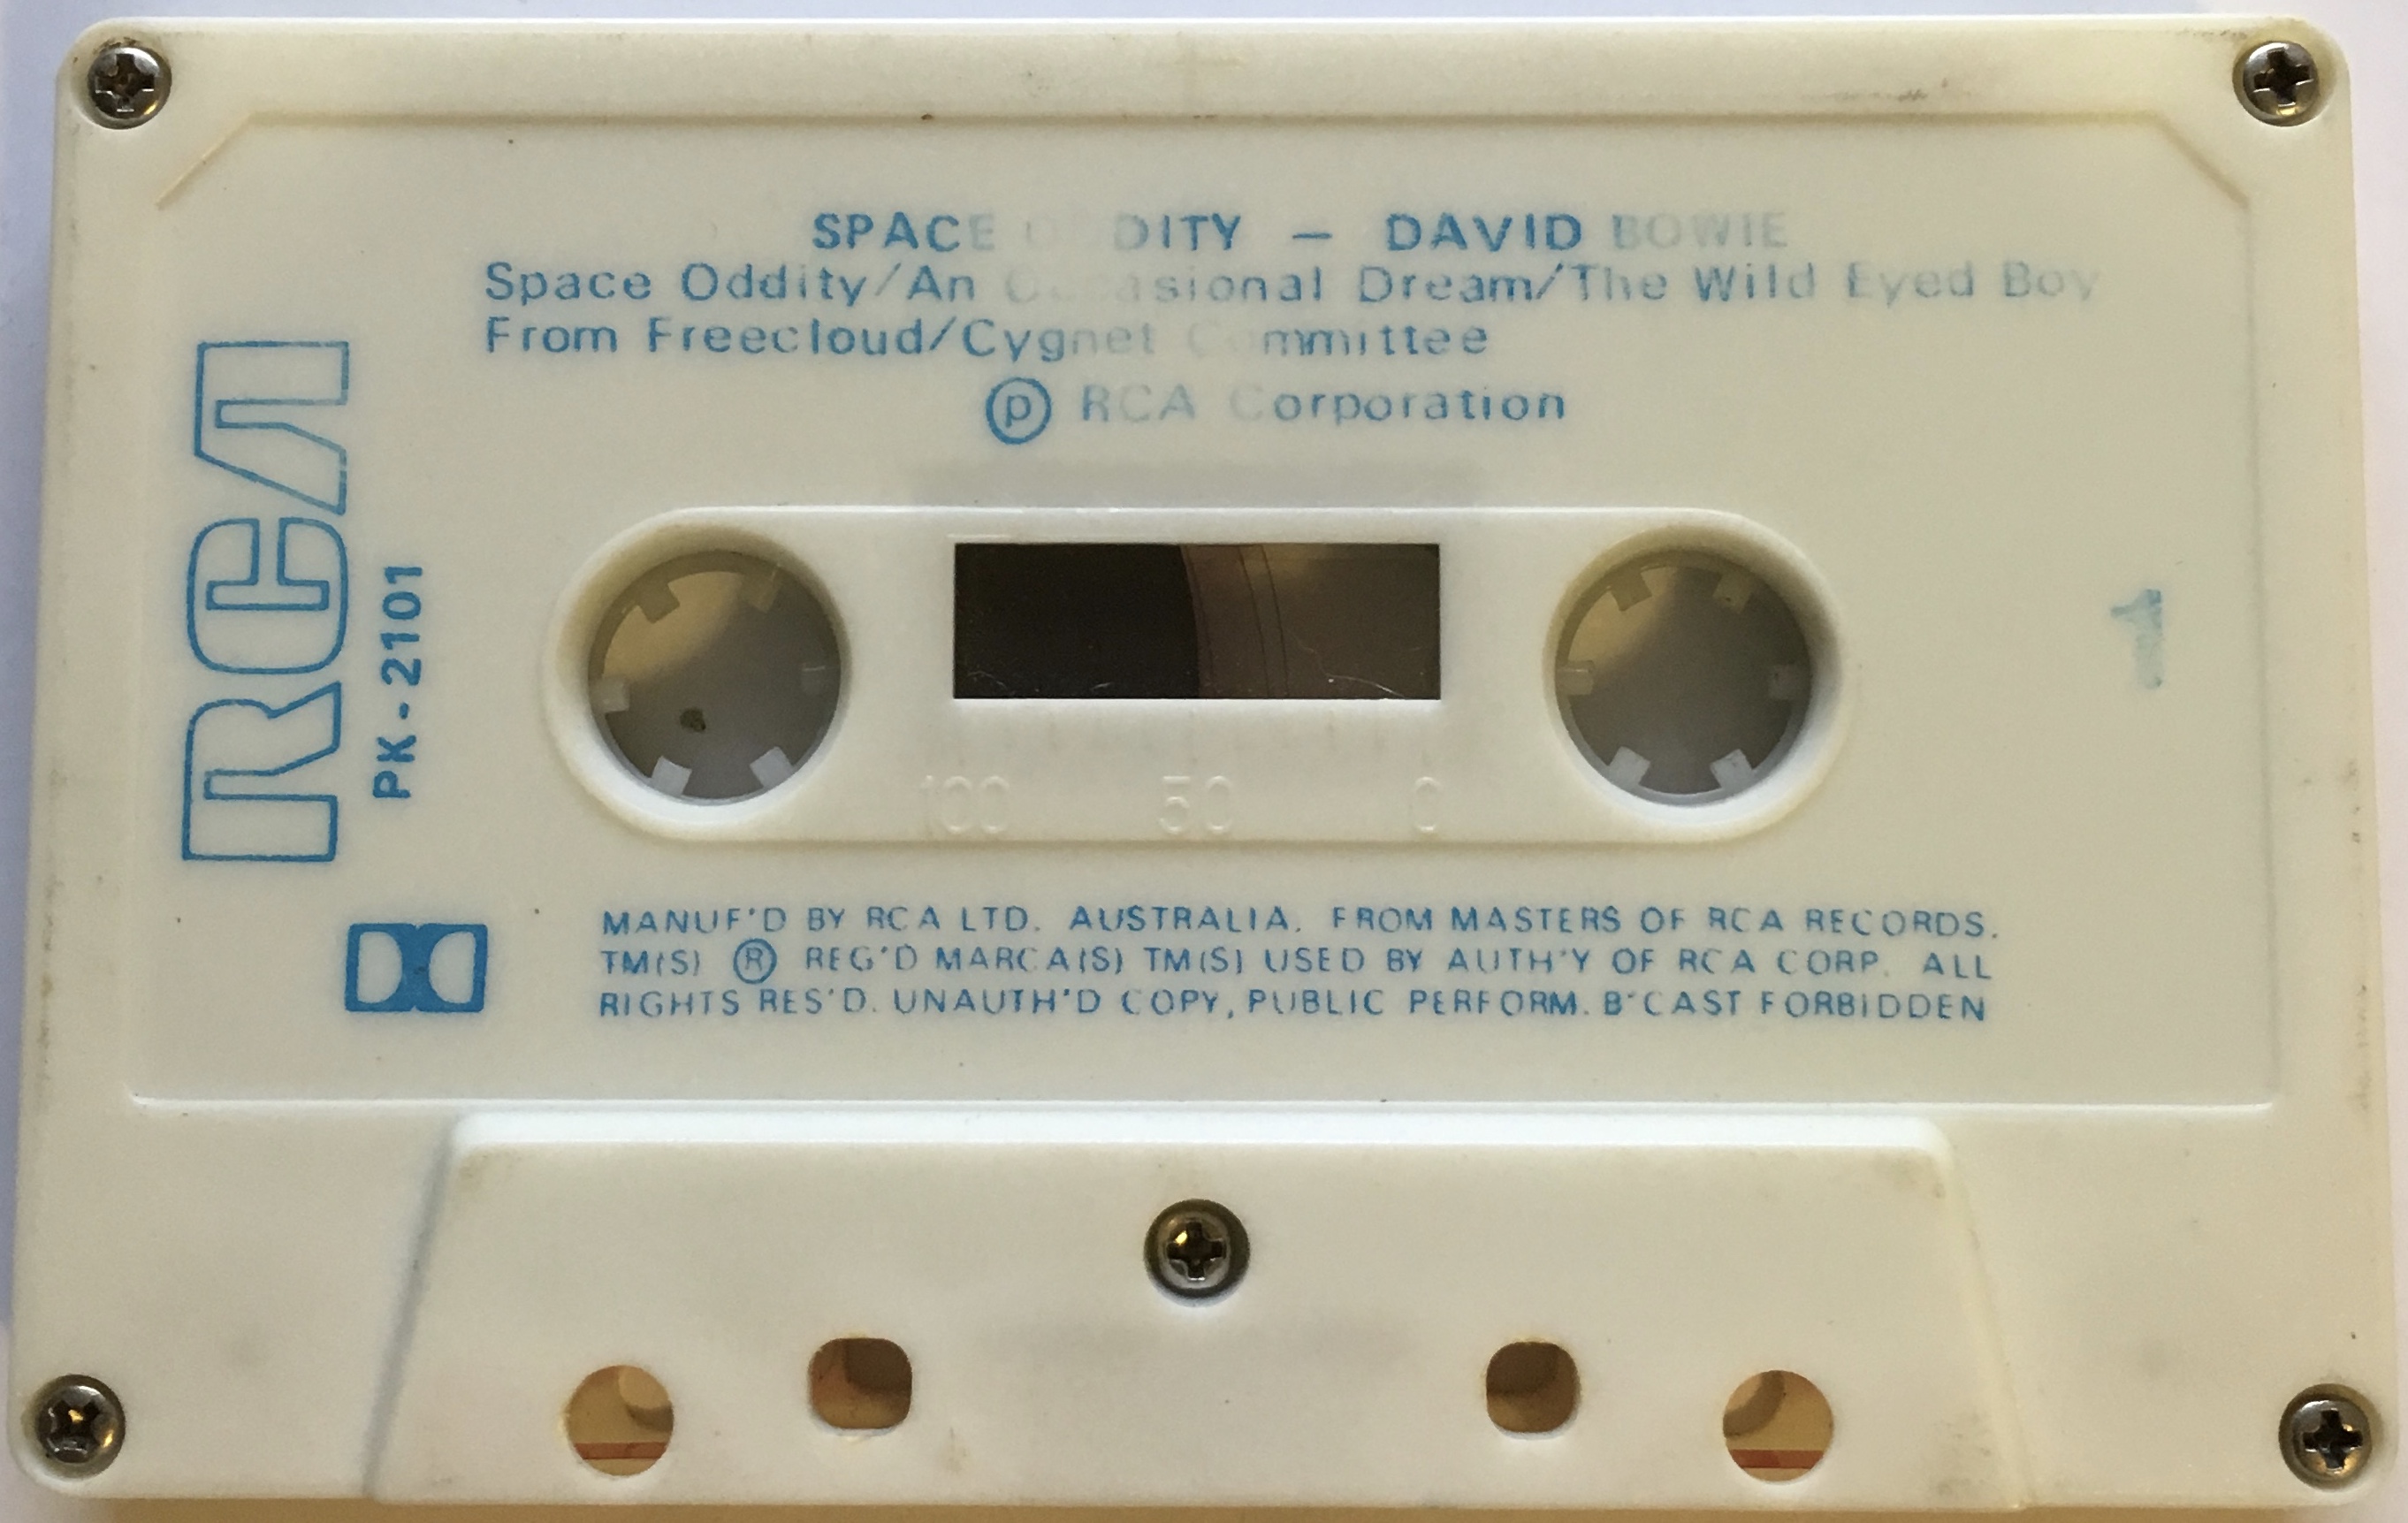 SPACE ODDITY — DAVID BOWIE
Space Oddity/An Occasional Dream/The Wild Eyed Boy
From Freecloud/Cygnet Committee
Ⓟ RCA Corporation
RCA
PK-2101
1
100 50 0
MANUF'D BY RCA LTD. AUSTRALIA. FROM MASTERS OF RCA RECORDS.
TM(S) ® REG'D MARCA(S) TM(S) USED BY AUTH'Y OF RCA CORP. ALL
RIGHTS RES'D. UNAUTH'D COPY, PUBLIC PERFORM. B'CAST FORBIDDEN